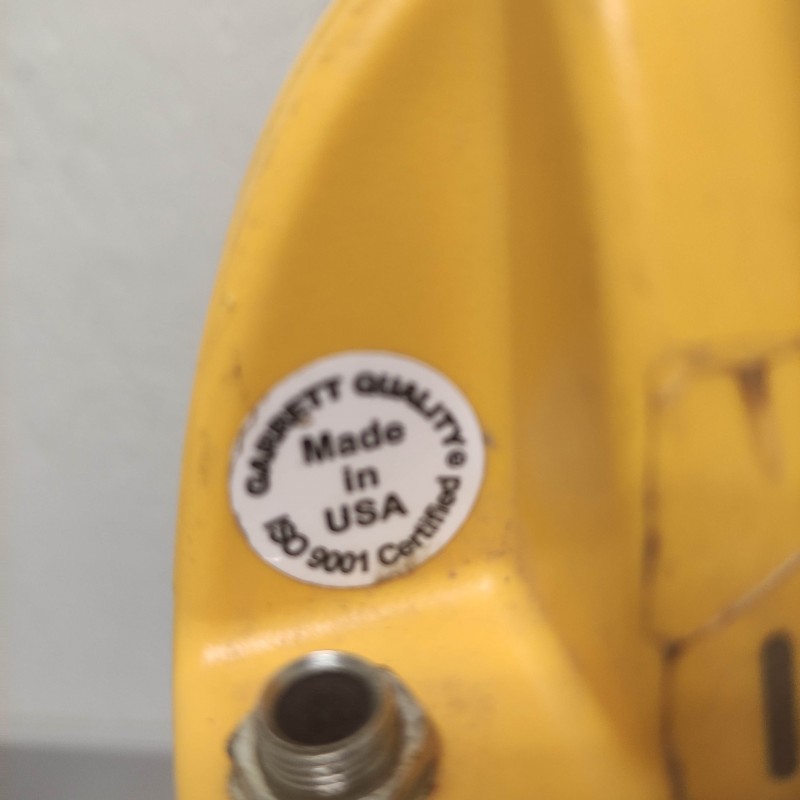 GARRETT QUALITY®
Made
in
USA
ISO 9001 Certified